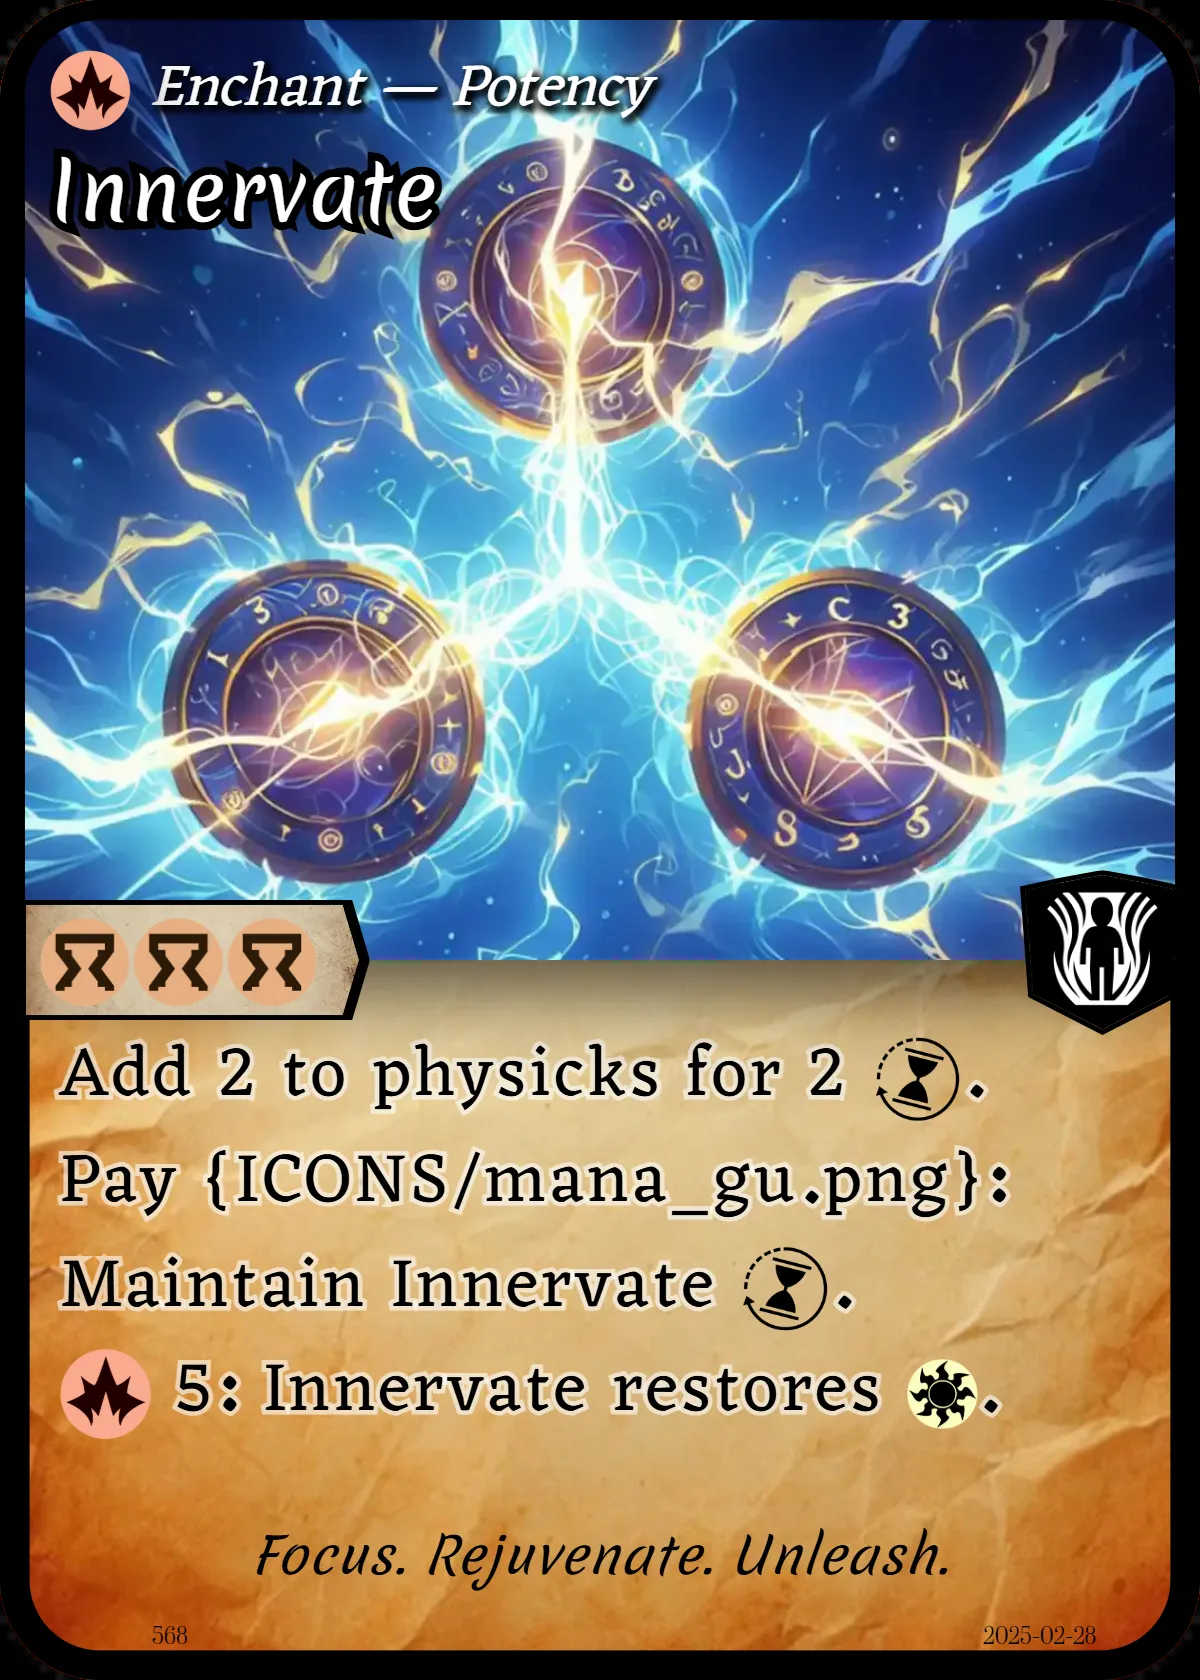 Enchant — Potency
Innervate
Add 2 to physicks for 2 .
Pay {ICONS/mana_gu.png}:
Maintain Innervate .
5: Innervate restores .
Focus. Rejuvenate. Unleash.
568
2025-02-28